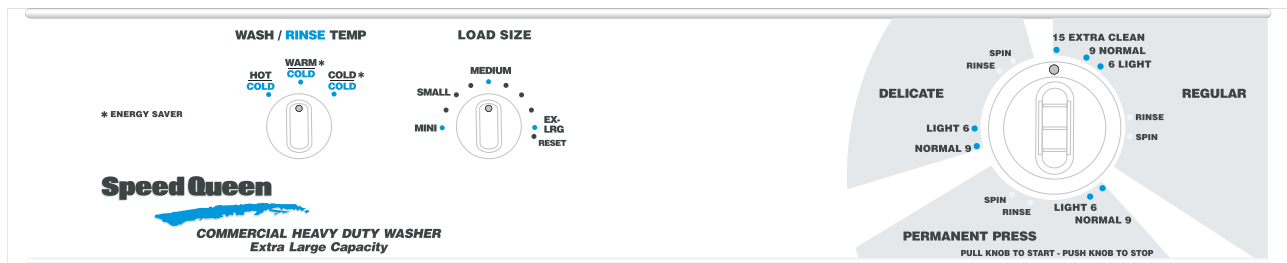 WASH / RINSE TEMP
HOT
COLD
WARM *
COLD
COLD *
COLD
* ENERGY SAVER
LOAD SIZE
MINI
SMALL
MEDIUM
EX-
LRG
RESET
Speed Queen
COMMERCIAL HEAVY DUTY WASHER
Extra Large Capacity
DELICATE
LIGHT 6
NORMAL 9
RINSE
SPIN
REGULAR
15 EXTRA CLEAN
9 NORMAL
6 LIGHT
RINSE
SPIN
PERMANENT PRESS
LIGHT 6
NORMAL 9
RINSE
SPIN
PULL KNOB TO START - PUSH KNOB TO STOP